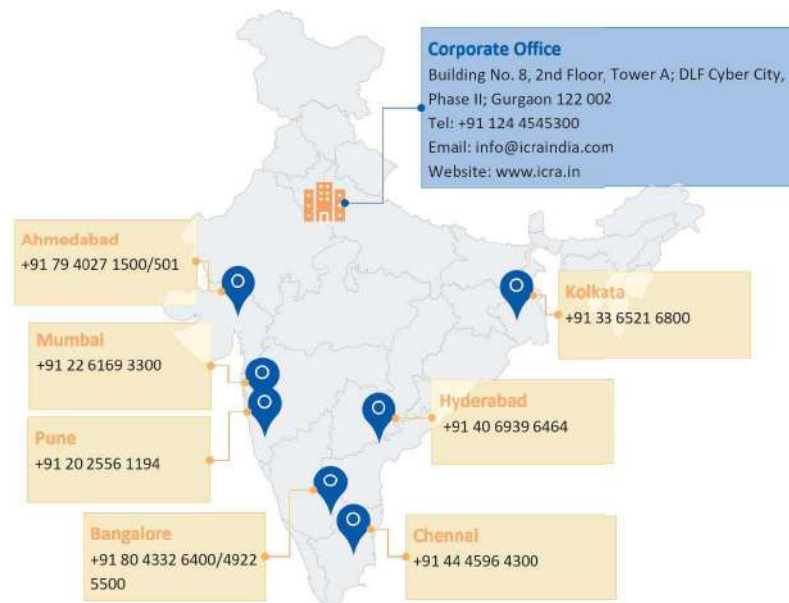 Corporate Office
Building No. 8, 2nd Floor, Tower A; DLF Cyber City,
Phase II; Gurgaon 122 002
Tel: +91 124 4545300
Email: info@icraindia.com
Website: www.icra.in
Ahmedabad
+91 79 4027 1500/501
Kolkata
+91 33 6521 6800
Mumbai
+91 22 6169 3300
Hyderabad
+91 40 6939 6464
Pune
+91 20 2556 1194
Bangalore
+91 80 4332 6400/4922
5500
Chennai
+91 44 4596 4300